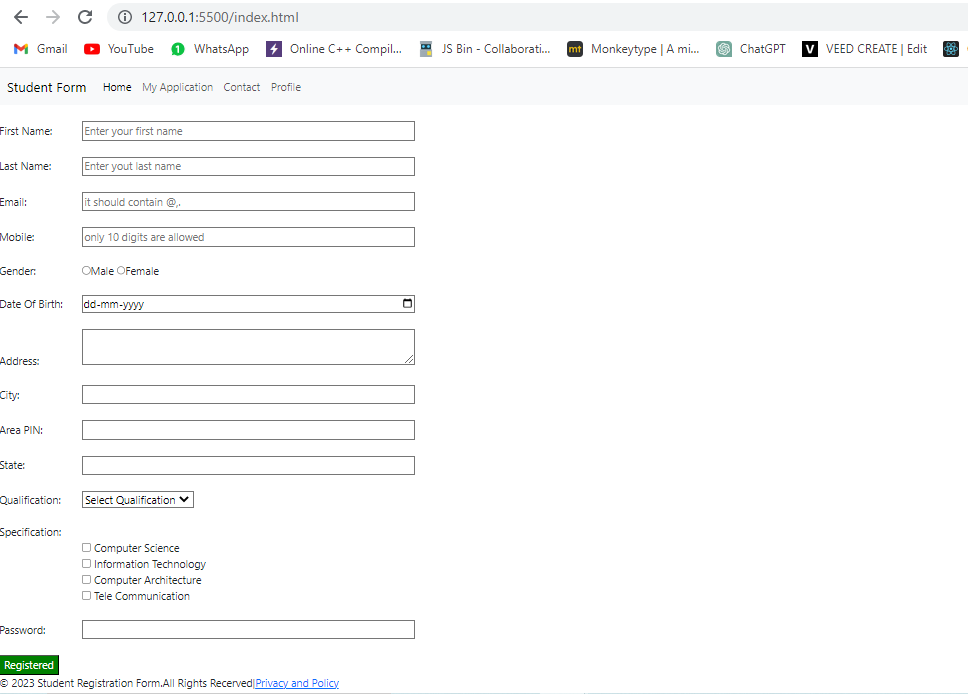 127.0.0.1:5500/index.html
Gmail YouTube 1 WhatsApp Online C++ Compil... JS Bin - Collaborati... mt Monkeytype | A mi... ChatGPT V VEED CREATE | Edit
Student Form Home My Application Contact Profile
First Name: Enter your first name
Last Name: Enter yout last name
Email: it should contain @,.
Mobile: only 10 digits are allowed
Gender: Male Female
Date Of Birth: dd-mm-yyyy
Address:
City:
Area PIN:
State:
Qualification: Select Qualification
Specification:
Computer Science
Information Technology
Computer Architecture
Tele Communication
Password:
Registered
© 2023 Student Registration Form.All Rights Recerved|Privacy and Policy